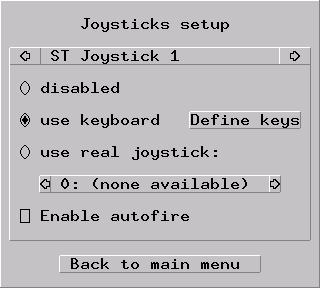 Joysticks setup
ST Joystick 1
disabled
use keyboard Define keys
use real joystick:
0: (none available)
Enable autofire
Back to main menu